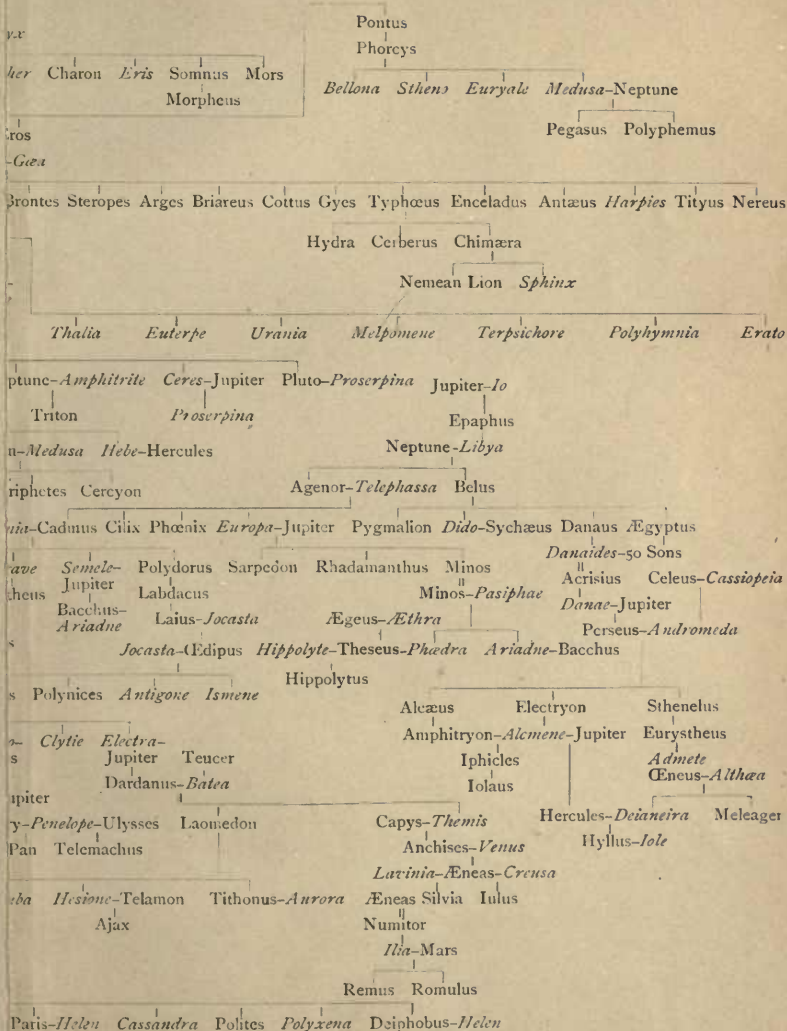 Pontus
Phorcys
Charon Eris Somnus Mors
Bellona Stheno Euryale Medusa–Neptune
Morpheus
Pegasus Polyphemus
-Gæa
Brontes Steropes Arges Briareus Cottus Gyes Typhœus Enceladus Antæus Harpies Tityus Nereus
Hydra Cerberus Chimæra
Nemean Lion Sphinx
Thalia Euterpe Urania Melpomene Terpsichore Polyhymnia Erato
ptune–Amphitrite Ceres–Jupiter Pluto–Proserpina Jupiter–Io
Triton Proserpina Epaphus
n–Medusa Hebe–Hercules Neptune-Libya
riphetes Cercyon Agenor–Telephassa Belus
nia–Cadmus Cilix Phœnix Europa–Jupiter Pygmalion Dido–Sychæus Danaus Ægyptus
Danaides–50 Sons
ave Semele– Polydorus Sarpedon Rhadamanthus Minos
theus Jupiter Labdacus Minos–Pasiphae Acrisius Celeus–Cassiopeia
Bacchus– Laius–Jocasta Ægeus–Æthra Danae–Jupiter
Ariadne Perseus–Andromeda
s Jocasta–Œdipus Hippolyte–Theseus–Phædra Ariadne–Bacchus
Hippolytus
s Polynices Antigone Ismene
Alcæus Electryon Sthenelus
Clytie Electra– Amphitryon–Alcmene–Jupiter Eurystheus
s Jupiter Teucer Iphicles Admete
Dardanus–Batea Iolaus Œneus–Althæa
upiter
y–Penelope–Ulysses Laomedon Capys–Themis Hercules–Deianeira Meleager
Pan Telemachus Anchises–Venus Hyllus–Iole
Lavinia–Æneas–Creusa
uba Hesione–Telamon Tithonus–Aurora Æneas Silvia Iulus
Ajax Numitor
Ilia–Mars
Remus Romulus
Paris–Helen Cassandra Polites Polyxena Deiphobus–Helen